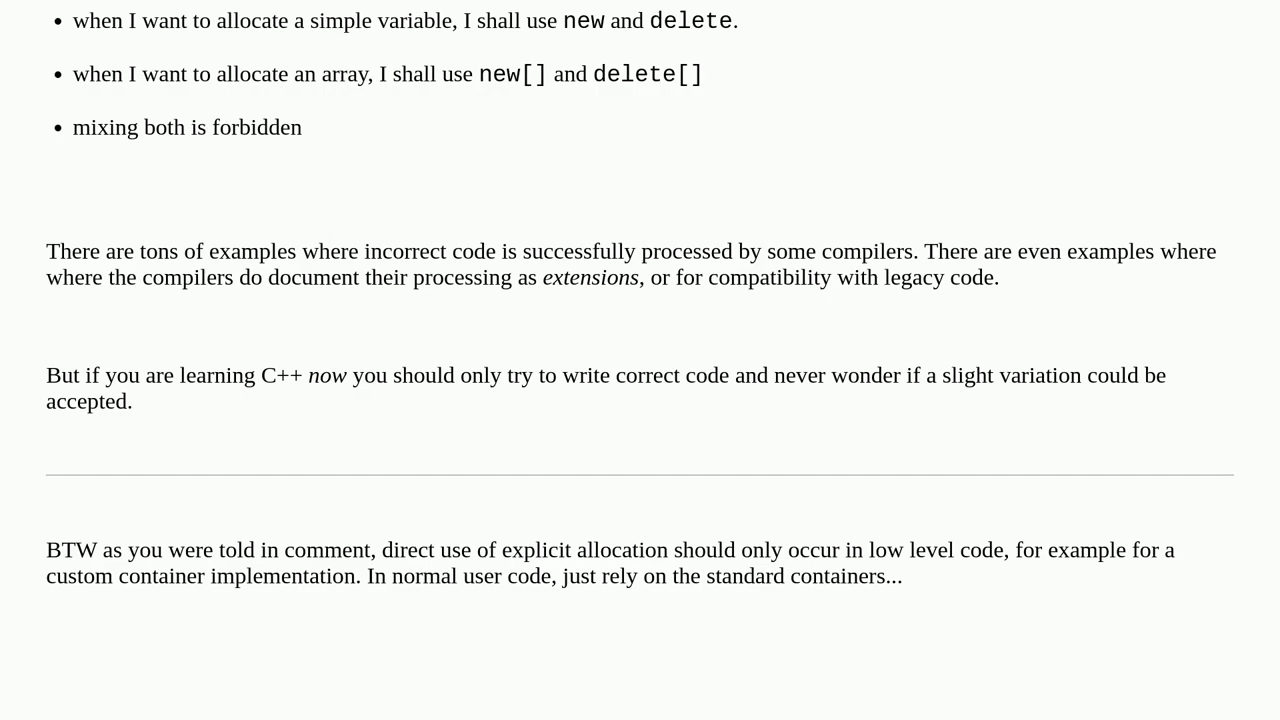 • when I want to allocate a simple variable, I shall use new and delete.
• when I want to allocate an array, I shall use new[] and delete[]
• mixing both is forbidden
There are tons of examples where incorrect code is successfully processed by some compilers. There are even examples where
where the compilers do document their processing as extensions, or for compatibility with legacy code.
But if you are learning C++ now you should only try to write correct code and never wonder if a slight variation could be
accepted.
BTW as you were told in comment, direct use of explicit allocation should only occur in low level code, for example for a
custom container implementation. In normal user code, just rely on the standard containers...